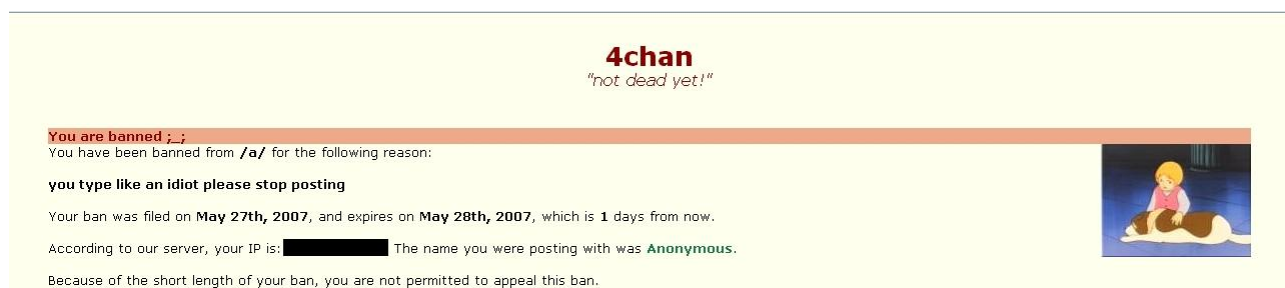 4chan
"not dead yet!"
You are banned ;_;
You have been banned from /a/ for the following reason:
you type like an idiot please stop posting
Your ban was filed on May 27th, 2007, and expires on May 28th, 2007, which is 1 days from now.
According to our server, your IP is: The name you were posting with was Anonymous.
Because of the short length of your ban, you are not permitted to appeal this ban.